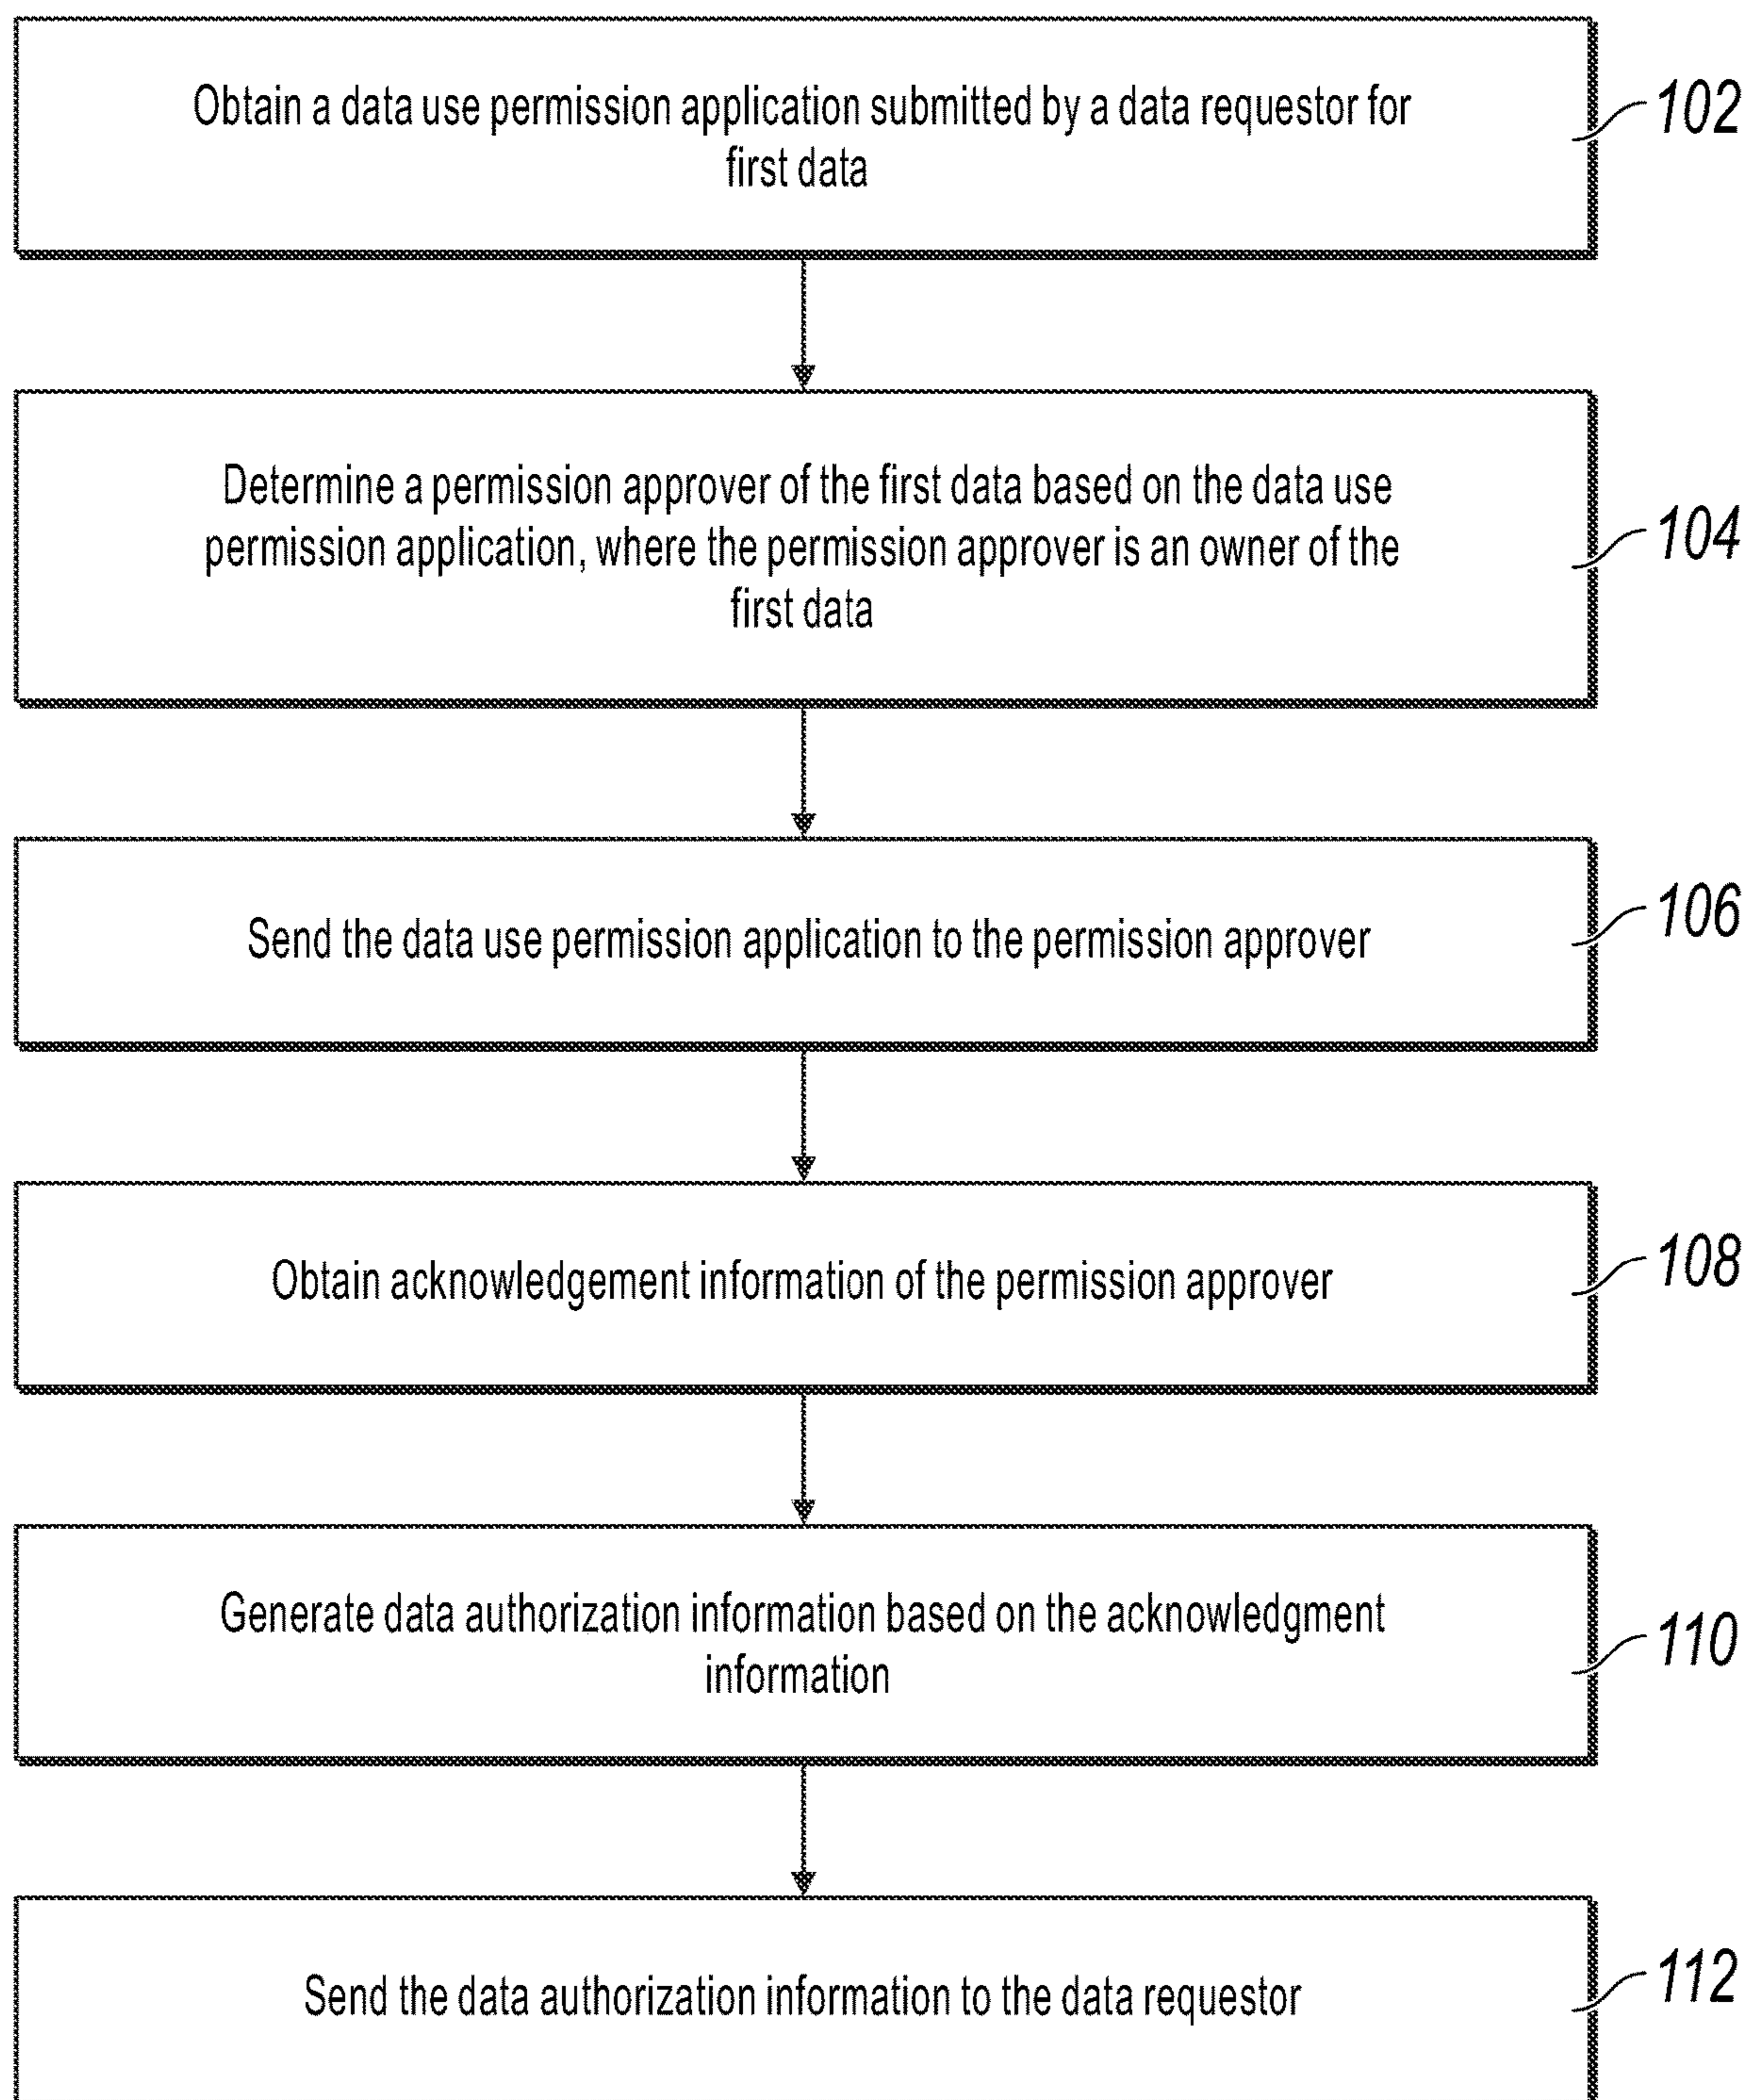 Obtain a data use permission application submitted by a data requestor for
first data
102
Determine a permission approver of the first data based on the data use
permission application, where the permission approver is an owner of the
first data
104
Send the data use permission application to the permission approver
106
Obtain acknowledgement information of the permission approver
108
Generate data authorization information based on the acknowledgment
information
110
Send the data authorization information to the data requestor
112